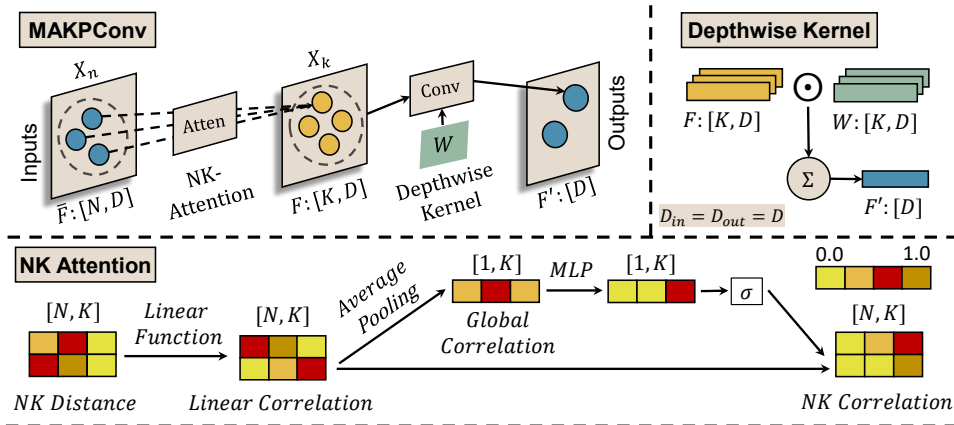 MAKPConv
X_n
Inputs
F̅:[N,D]
Atten
NK-
Attention
X_k
F:[K,D]
Conv
W
Depthwise
Kernel
Outputs
F':[D]
Depthwise Kernel
F:[K,D]
W:[K,D]
Σ
F':[D]
D_in = D_out = D
NK Attention
[N,K]
NK Distance
Linear
Function
[N,K]
Linear Correlation
Average
Pooling
[1,K]
Global
Correlation
MLP
[1,K]
σ
0.0
1.0
[N,K]
NK Correlation